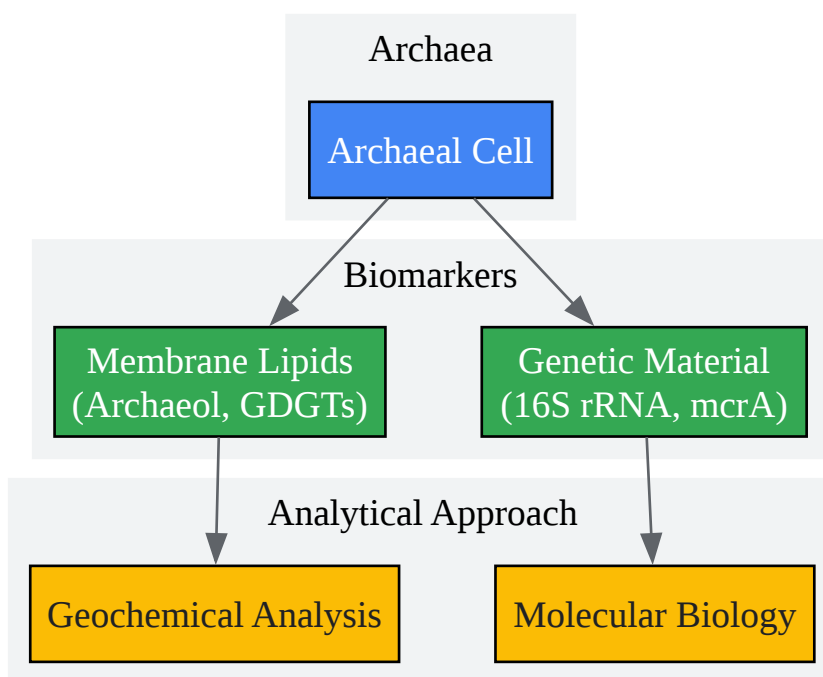 Archaea
Archaeal Cell
Biomarkers
Membrane Lipids
(Archaeol, GDGTs)
Genetic Material
(16S rRNA, mcrA)
Analytical Approach
Geochemical Analysis
Molecular Biology